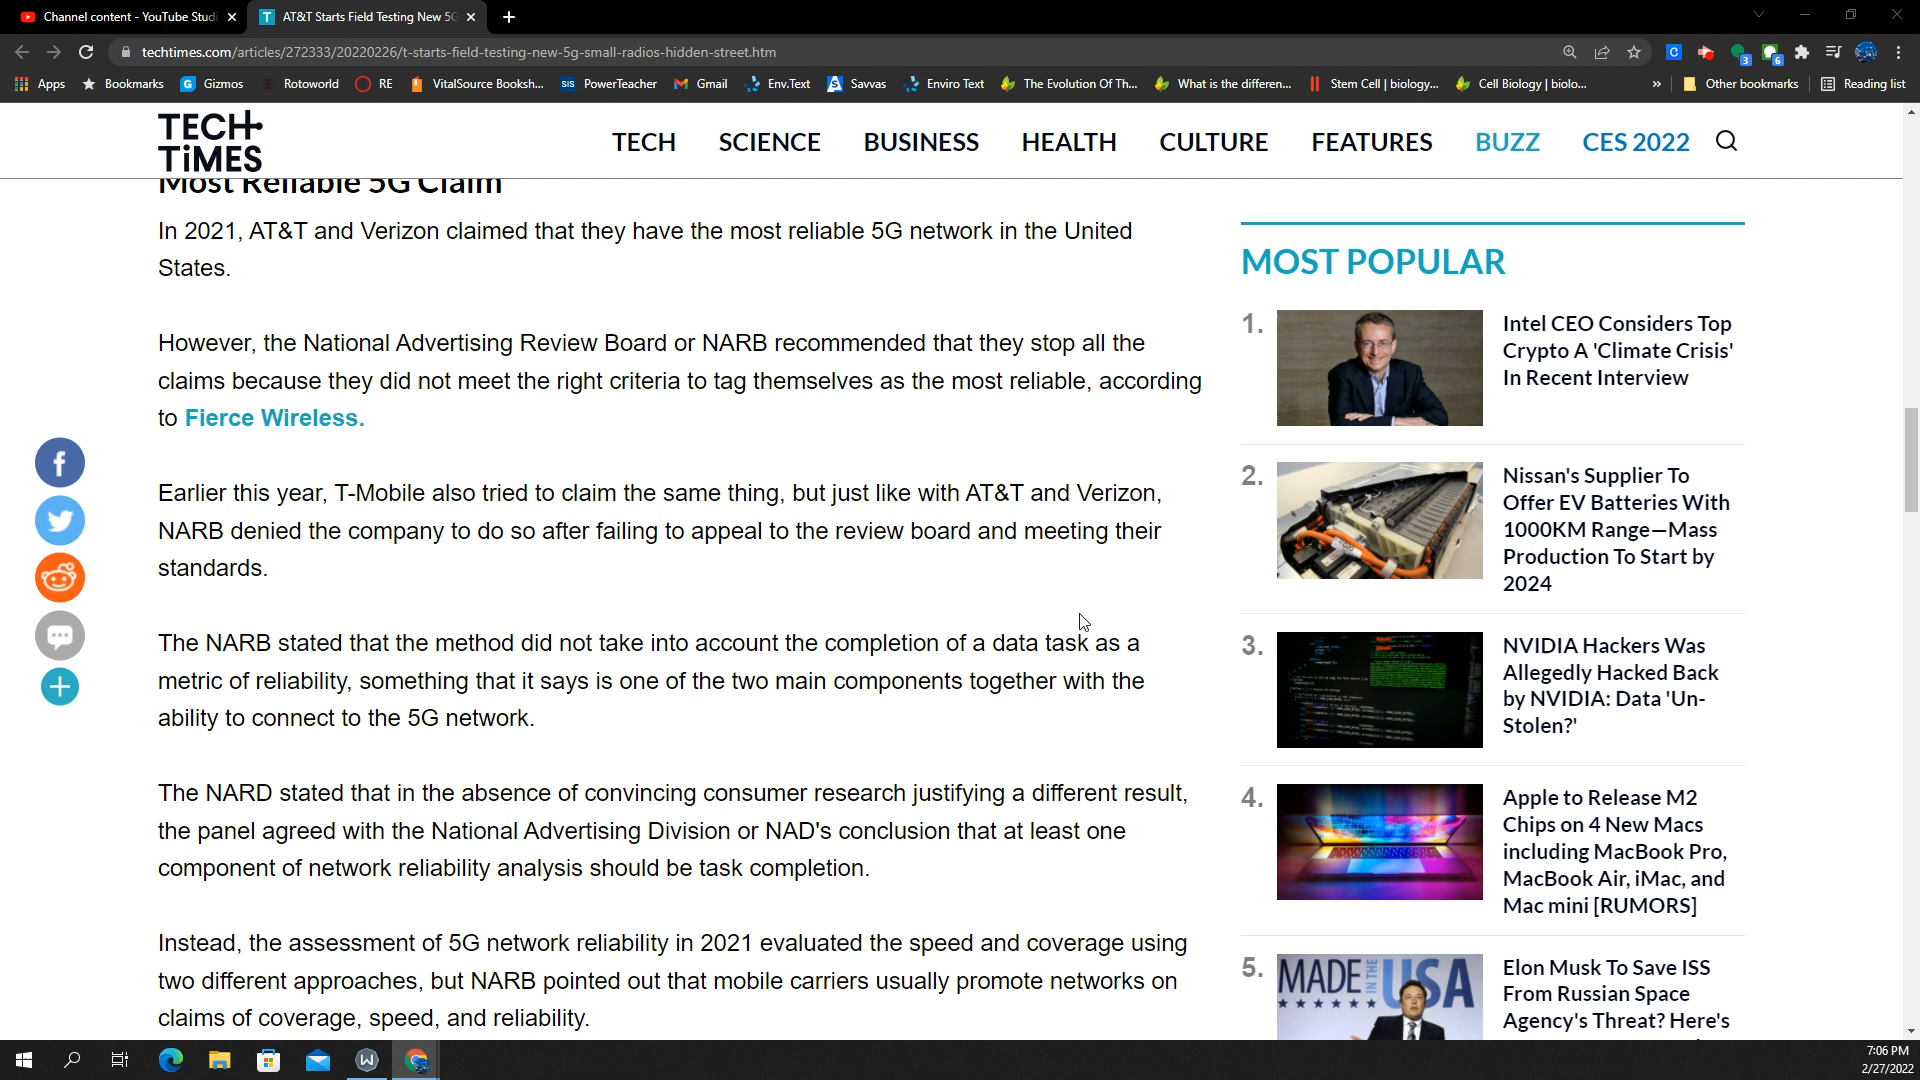 Channel content - YouTube Studi
AT&T Starts Field Testing New 5G
techtimes.com/articles/272333/20220226/t-starts-field-testing-new-5g-small-radios-hidden-street.htm
3
6
Apps
Bookmarks
Gizmos
Rotoworld
RE
VitalSource Booksh...
SIS PowerTeacher
Gmail
Env.Text
Savvas
Enviro Text
The Evolution Of Th...
What is the differen...
Stem Cell | biology...
Cell Biology | biolo...
»
Other bookmarks
Reading list
TECH
TiMES
TECH
SCIENCE
BUSINESS
HEALTH
CULTURE
FEATURES
BUZZ
CES 2022
Most Reliable 5G Claim
In 2021, AT&T and Verizon claimed that they have the most reliable 5G network in the United
States.
However, the National Advertising Review Board or NARB recommended that they stop all the
claims because they did not meet the right criteria to tag themselves as the most reliable, according
to Fierce Wireless.
Earlier this year, T-Mobile also tried to claim the same thing, but just like with AT&T and Verizon,
NARB denied the company to do so after failing to appeal to the review board and meeting their
standards.
The NARB stated that the method did not take into account the completion of a data task as a
metric of reliability, something that it says is one of the two main components together with the
ability to connect to the 5G network.
The NARD stated that in the absence of convincing consumer research justifying a different result,
the panel agreed with the National Advertising Division or NAD's conclusion that at least one
component of network reliability analysis should be task completion.
Instead, the assessment of 5G network reliability in 2021 evaluated the speed and coverage using
two different approaches, but NARB pointed out that mobile carriers usually promote networks on
claims of coverage, speed, and reliability.
MOST POPULAR
1.
Intel CEO Considers Top
Crypto A 'Climate Crisis'
In Recent Interview
2.
Nissan's Supplier To
Offer EV Batteries With
1000KM Range—Mass
Production To Start by
2024
3.
NVIDIA Hackers Was
Allegedly Hacked Back
by NVIDIA: Data 'Un-
Stolen?'
4.
Apple to Release M2
Chips on 4 New Macs
including MacBook Pro,
MacBook Air, iMac, and
Mac mini [RUMORS]
5.
MADE IN THE USA
Elon Musk To Save ISS
From Russian Space
Agency's Threat? Here's
7:06 PM
2/27/2022